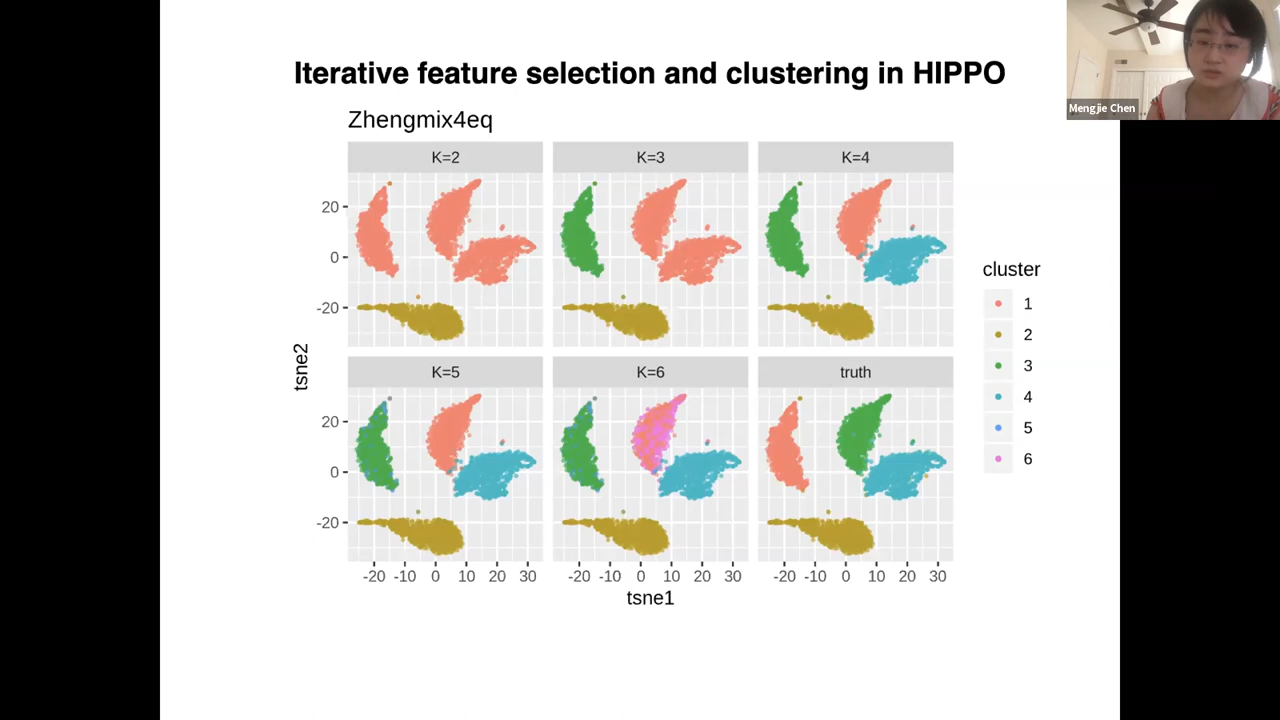 Iterative feature selection and clustering in HIPPO
Mengjie Chen
Zhengmix4eq
K=2
K=3
K=4
20
0
-20
K=5
K=6
truth
20
0
-20
-20 -10 0 10 20 30
-20 -10 0 10 20 30
-20 -10 0 10 20 30
tsne1
tsne2
cluster
1
2
3
4
5
6